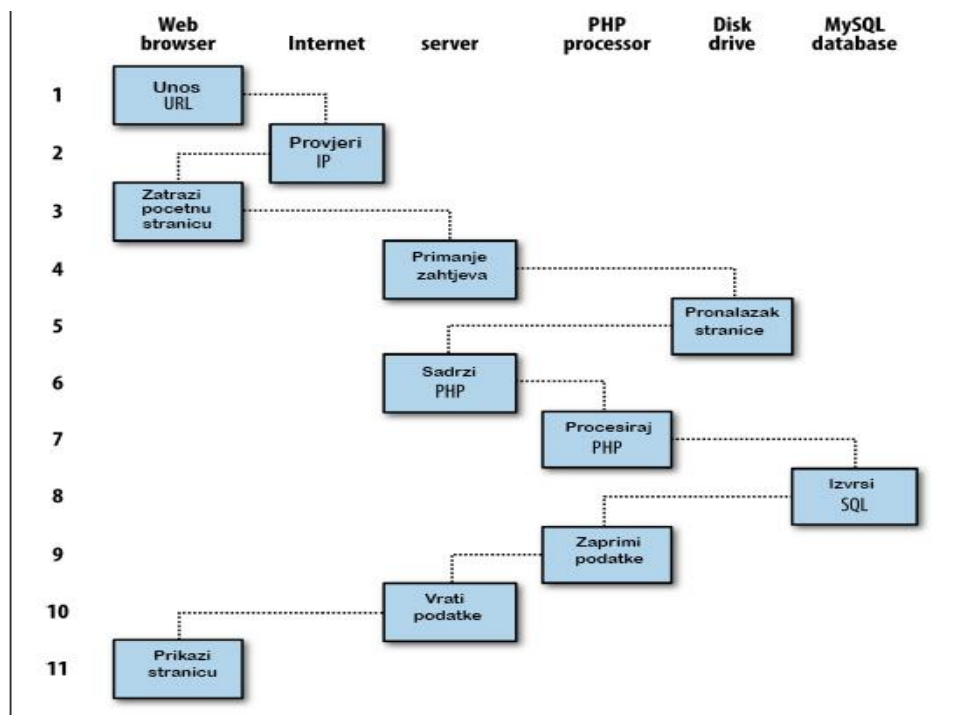 Web
browser
Internet
server
PHP
processor
Disk
drive
MySQL
database
1
Unos
URL
2
Provjeri
IP
3
Zatrazi
pocetnu
stranicu
4
Primanje
zahtjeva
5
Pronalazak
stranice
6
Sadrzi
PHP
7
Procesiraj
PHP
8
Izvrsi
SQL
9
Zaprimi
podatke
10
Vrati
podatke
11
Prikazi
stranicu